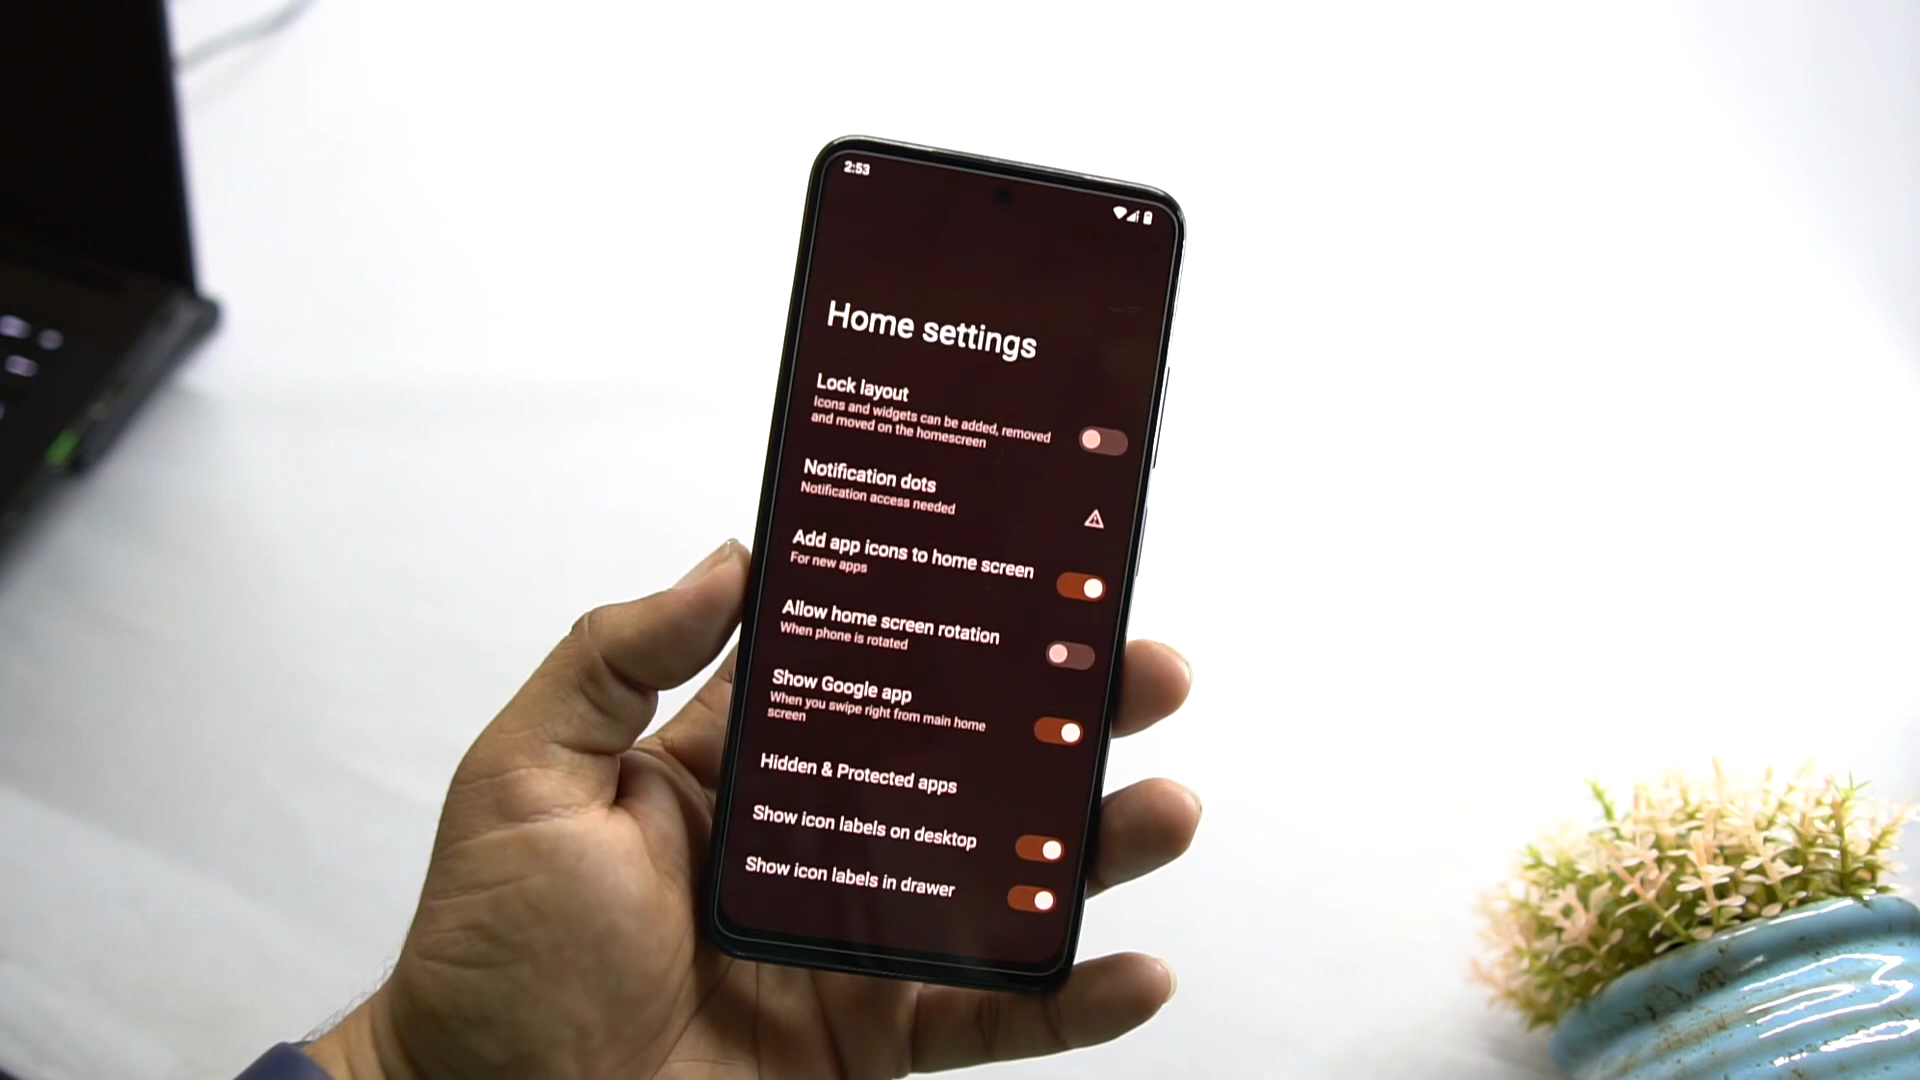 2:53
Home settings
Lock layout
Icons and widgets can be added, removed
and moved on the homescreen
Notification dots
Notification access needed
Add app icons to home screen
For new apps
Allow home screen rotation
When phone is rotated
Show Google app
When you swipe right from main home
screen
Hidden & Protected apps
Show icon labels on desktop
Show icon labels in drawer